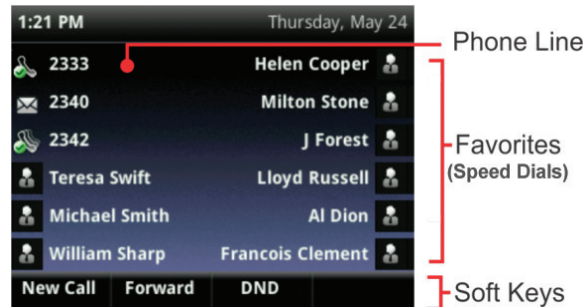 1:21 PM Thursday, May 24
Phone Line
2333 Helen Cooper
2340 Milton Stone
2342 J Forest
Favorites
(Speed Dials)
Teresa Swift Lloyd Russell
Michael Smith Al Dion
William Sharp Francois Clement
New Call Forward DND
Soft Keys